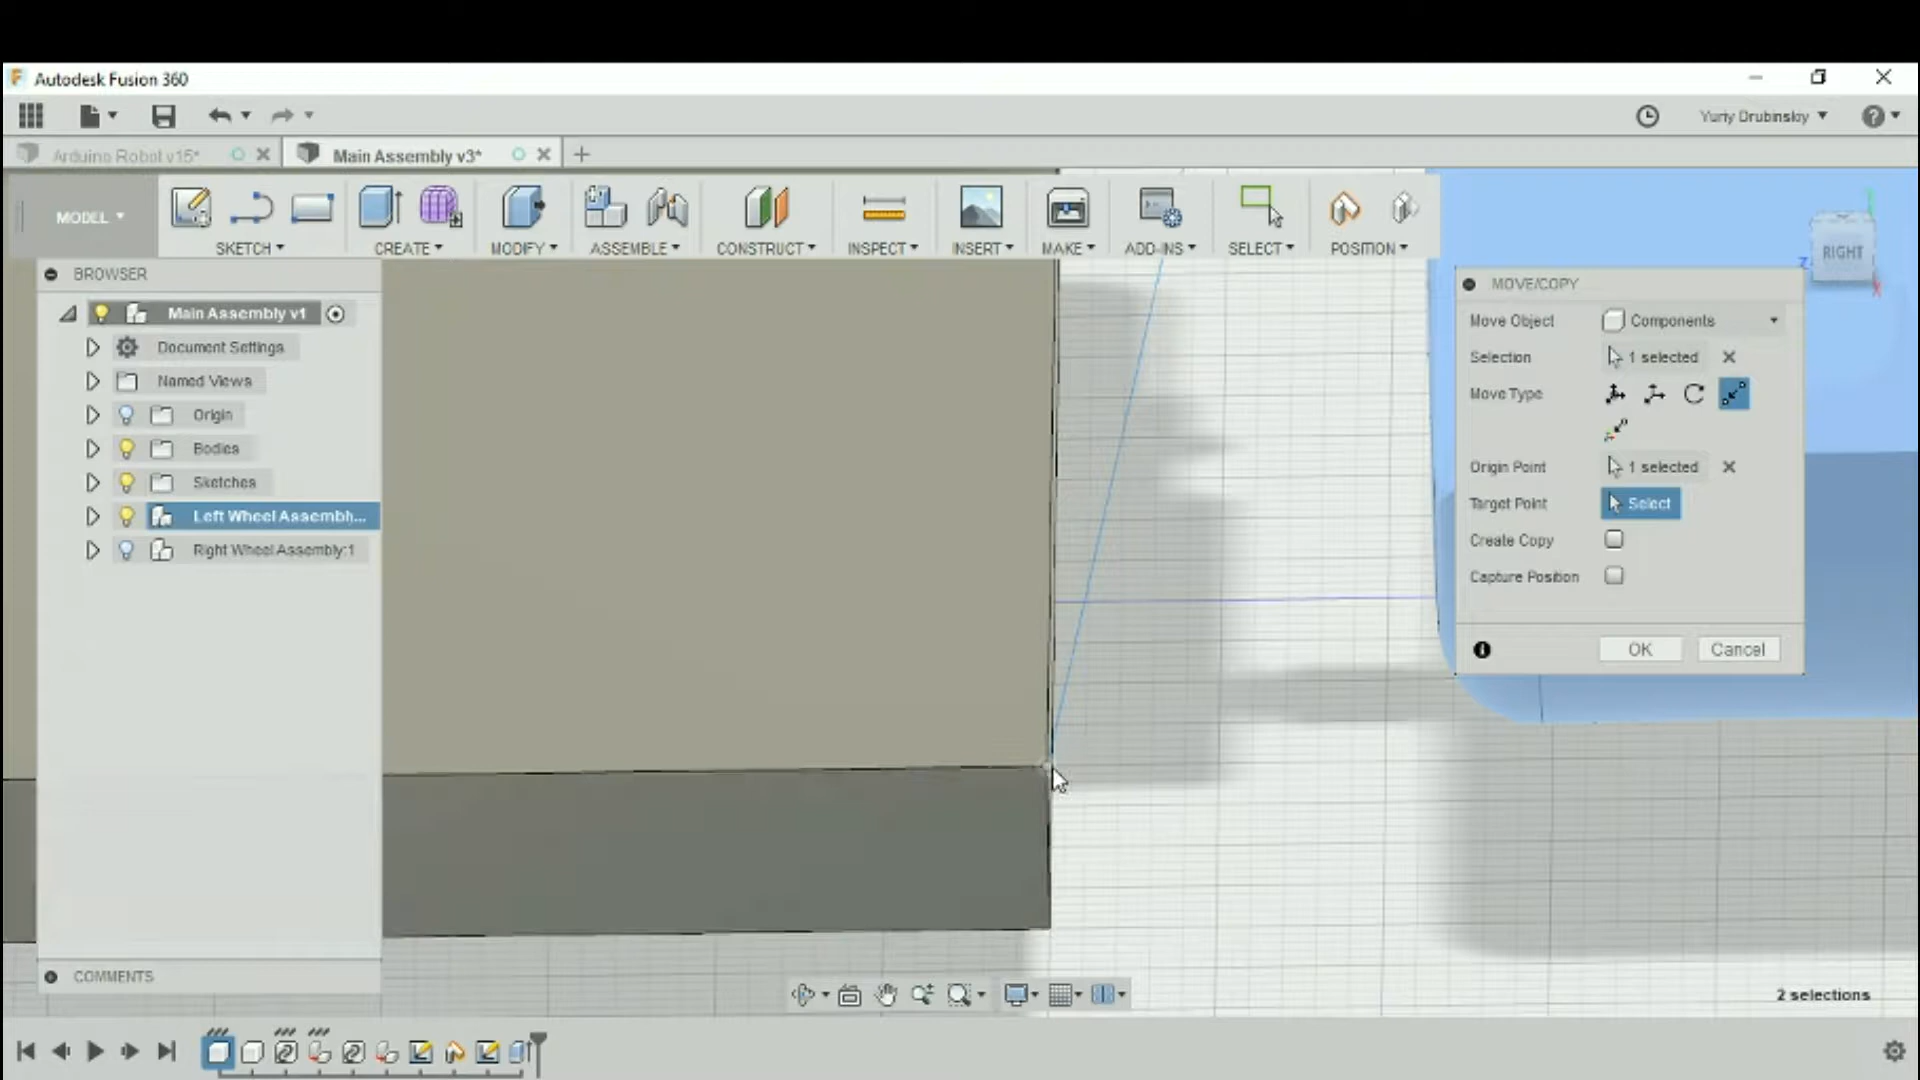 Autodesk Fusion 360
Yuriy Drubinskiy
Arduino Robot v15*
Main Assembly v3*
MODEL
SKETCH
CREATE
MODIFY
ASSEMBLE
CONSTRUCT
INSPECT
INSERT
MAKE
ADD-INS
SELECT
POSITION
RIGHT
Z
X
BROWSER
Main Assembly v1
Document Settings
Named Views
Origin
Bodies
Sketches
Left Wheel Assembh...
Right Wheel Assembly:1
MOVE/COPY
Move Object
Components
Selection
1 selected
Move Type
Origin Point
1 selected
Target Point
Select
Create Copy
Capture Position
OK
Cancel
COMMENTS
2 selections